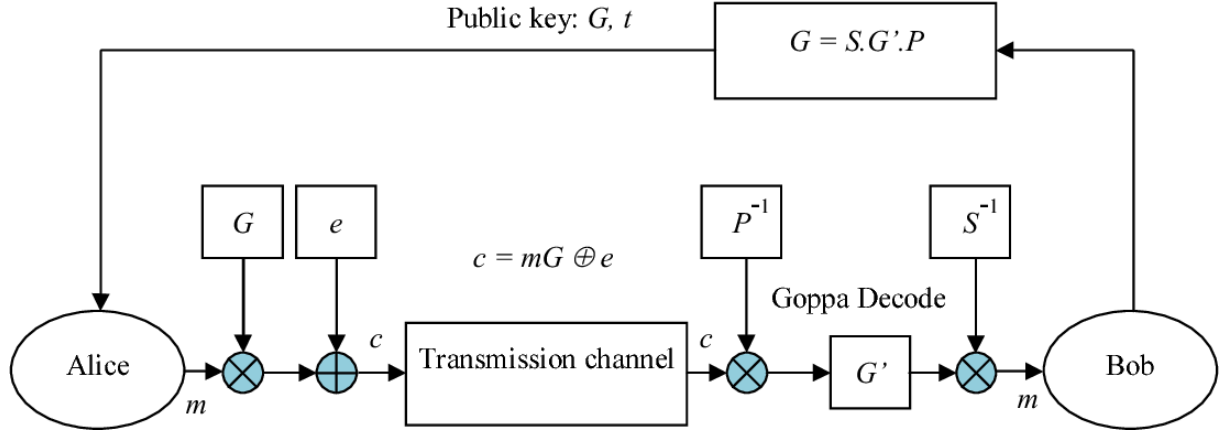 Public key: G, t
G = S.G’.P
G
e
P⁻¹
S⁻¹
c = mG ⊕ e
Goppa Decode
Alice
m
c
Transmission channel
c
G’
m
Bob